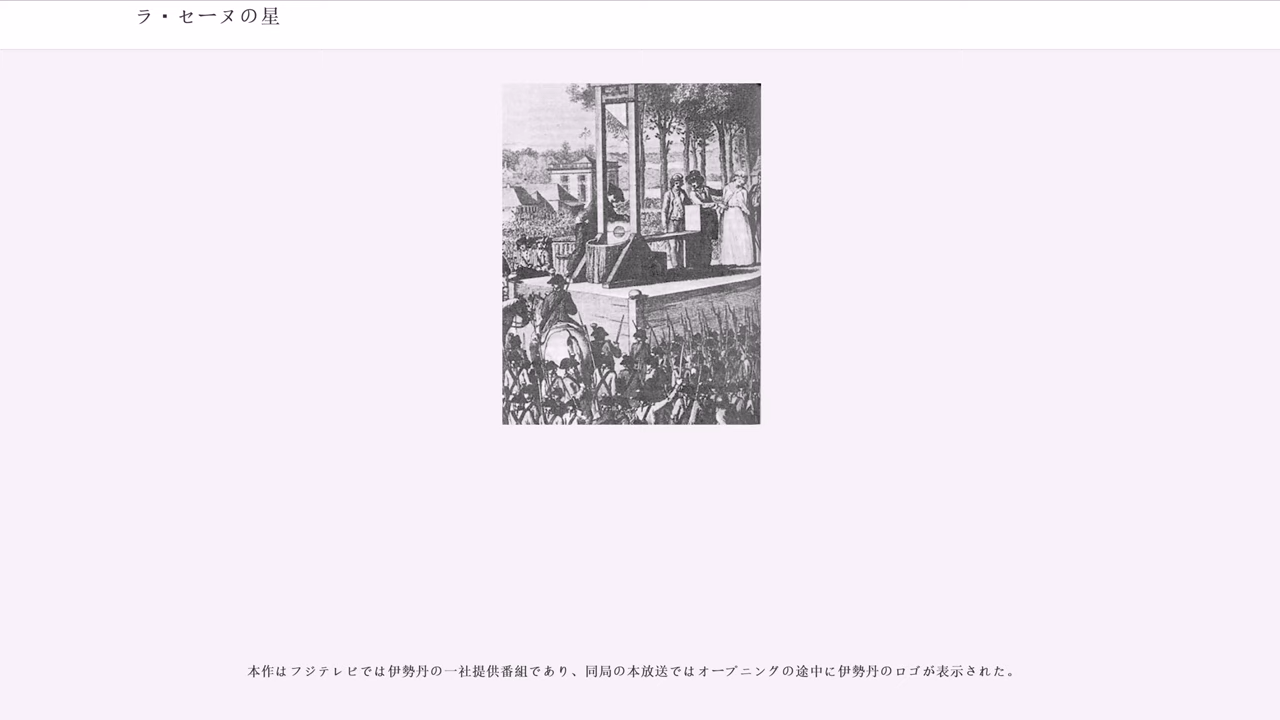 ラ・セーヌの星
本作はフジテレビでは伊勢丹の一社提供番組であり、同局の本放送ではオープニングの途中に伊勢丹のロゴが表示された。